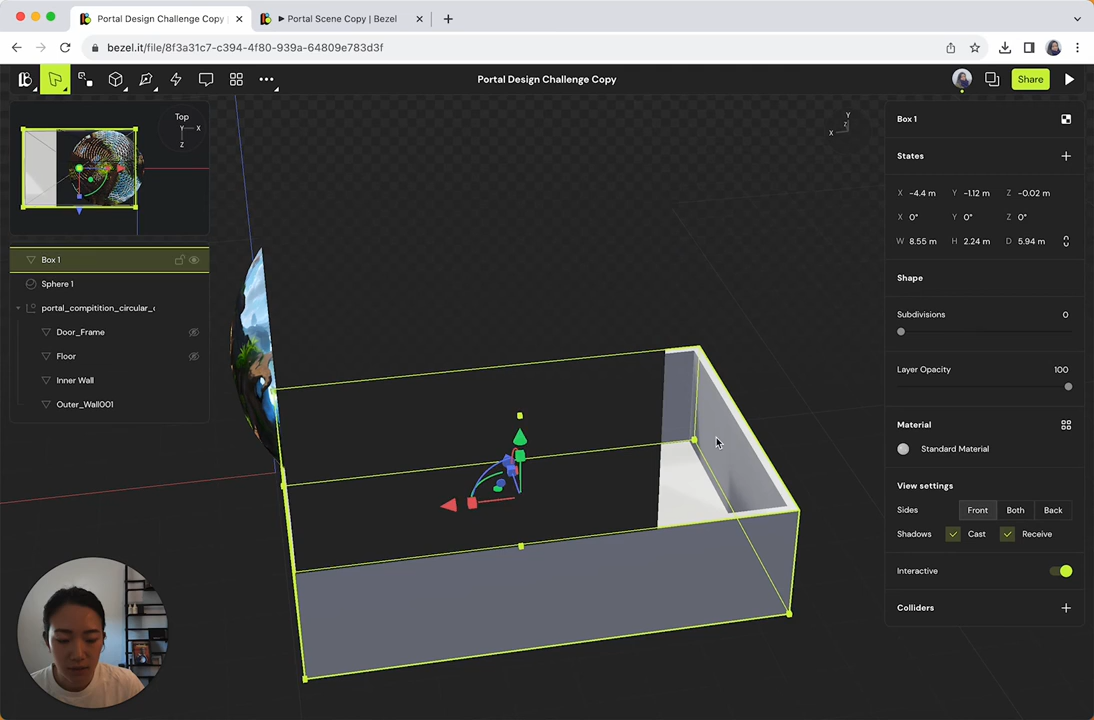 Portal Design Challenge Copy
Portal Scene Copy | Bezel
bezel.it/file/8f3a31c7-c394-4f80-939a-64809e783d3f
Portal Design Challenge Copy
Share
Top
Y X
Z
Y
Z
X
Box 1
Sphere 1
portal_compitition_circular_
Door_Frame
Floor
Inner Wall
Outer_Wall001
Box 1
States
X -4.4 m Y -1.12 m Z -0.02 m
X 0° Y 0° Z 0°
W 8.55 m H 2.24 m D 5.94 m
Shape
Subdivisions 0
Layer Opacity 100
Material
Standard Material
View settings
Sides Front Both Back
Shadows Cast Receive
Interactive
Colliders